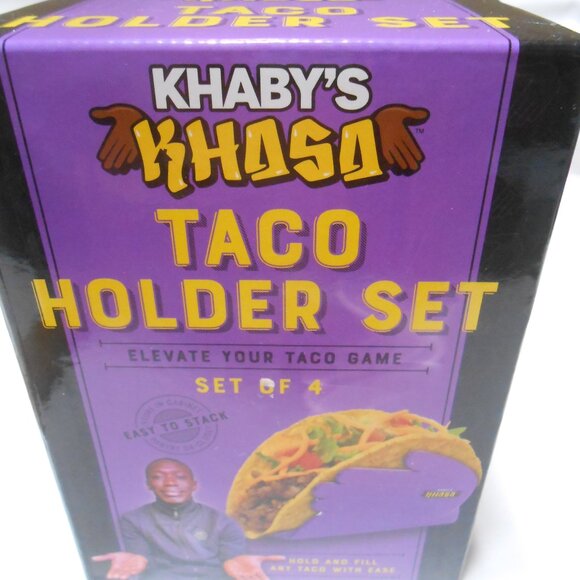 TACO
HOLDER SET
KHABY'S
KHASA™
TACO
HOLDER SET
ELEVATE YOUR TACO GAME
SET OF 4
EASY TO STACK
KHASA
HOLD AND FILL
ANY TACO WITH EASE